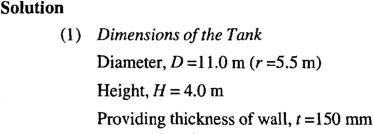 Solution
(1) Dimensions of the Tank
Diameter, D =11.0 m (r =5.5 m)
Height, H = 4.0 m
Providing thickness of wall, t =150 mm